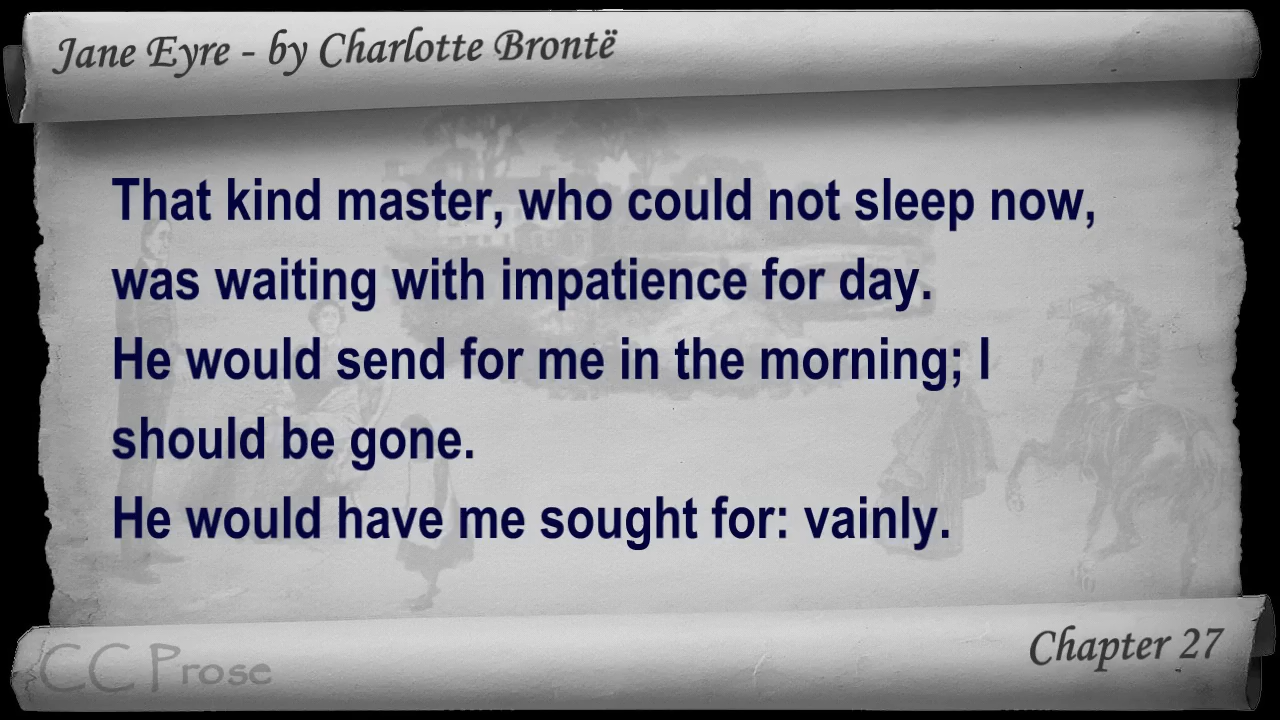 Jane Eyre - by Charlotte Brontë
That kind master, who could not sleep now,
was waiting with impatience for day.
He would send for me in the morning; I
should be gone.
He would have me sought for: vainly.
CC Prose
Chapter 27